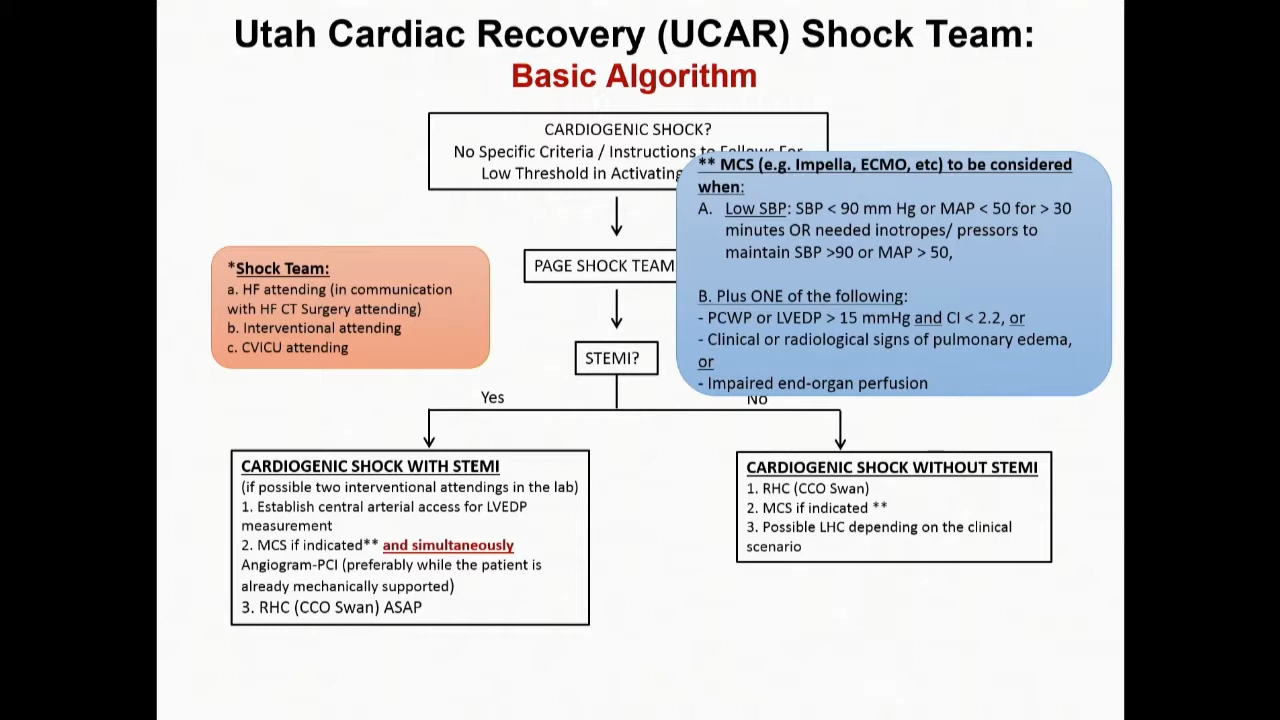 Utah Cardiac Recovery (UCAR) Shock Team:
Basic Algorithm
CARDIOGENIC SHOCK?
No Specific Criteria / Instructions to Follows For
Low Threshold in Activating
PAGE SHOCK TEAM
*Shock Team:
a. HF attending (in communication
with HF CT Surgery attending)
b. Interventional attending
c. CVICU attending
** MCS (e.g. Impella, ECMO, etc) to be considered
when:
A. Low SBP: SBP < 90 mm Hg or MAP < 50 for > 30
minutes OR needed inotropes/ pressors to
maintain SBP >90 or MAP > 50,
B. Plus ONE of the following:
- PCWP or LVEDP > 15 mmHg and CI < 2.2, or
- Clinical or radiological signs of pulmonary edema,
or
- Impaired end-organ perfusion
STEMI?
Yes
No
CARDIOGENIC SHOCK WITH STEMI
(if possible two interventional attendings in the lab)
1. Establish central arterial access for LVEDP
measurement
2. MCS if indicated** and simultaneously
Angiogram-PCI (preferably while the patient is
already mechanically supported)
3. RHC (CCO Swan) ASAP
CARDIOGENIC SHOCK WITHOUT STEMI
1. RHC (CCO Swan)
2. MCS if indicated **
3. Possible LHC depending on the clinical
scenario